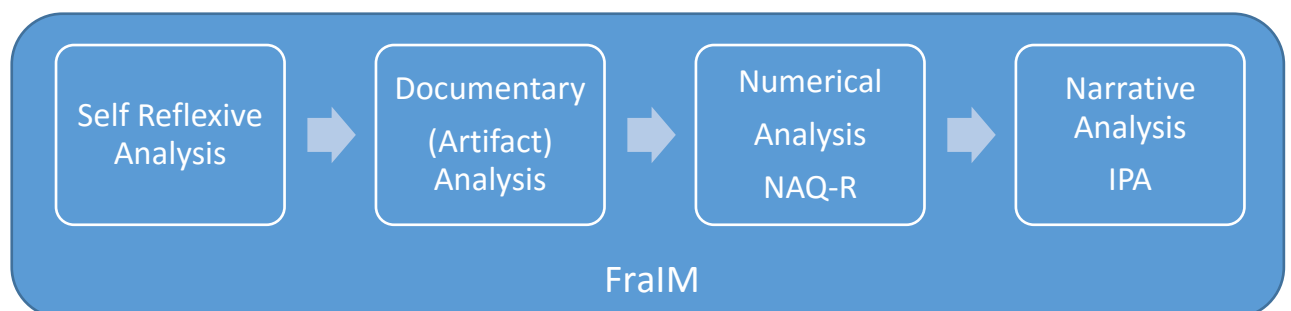 Self Reflexive
Analysis
Documentary
(Artifact)
Analysis
Numerical
Analysis
NAQ-R
Narrative
Analysis
IPA
FraIM